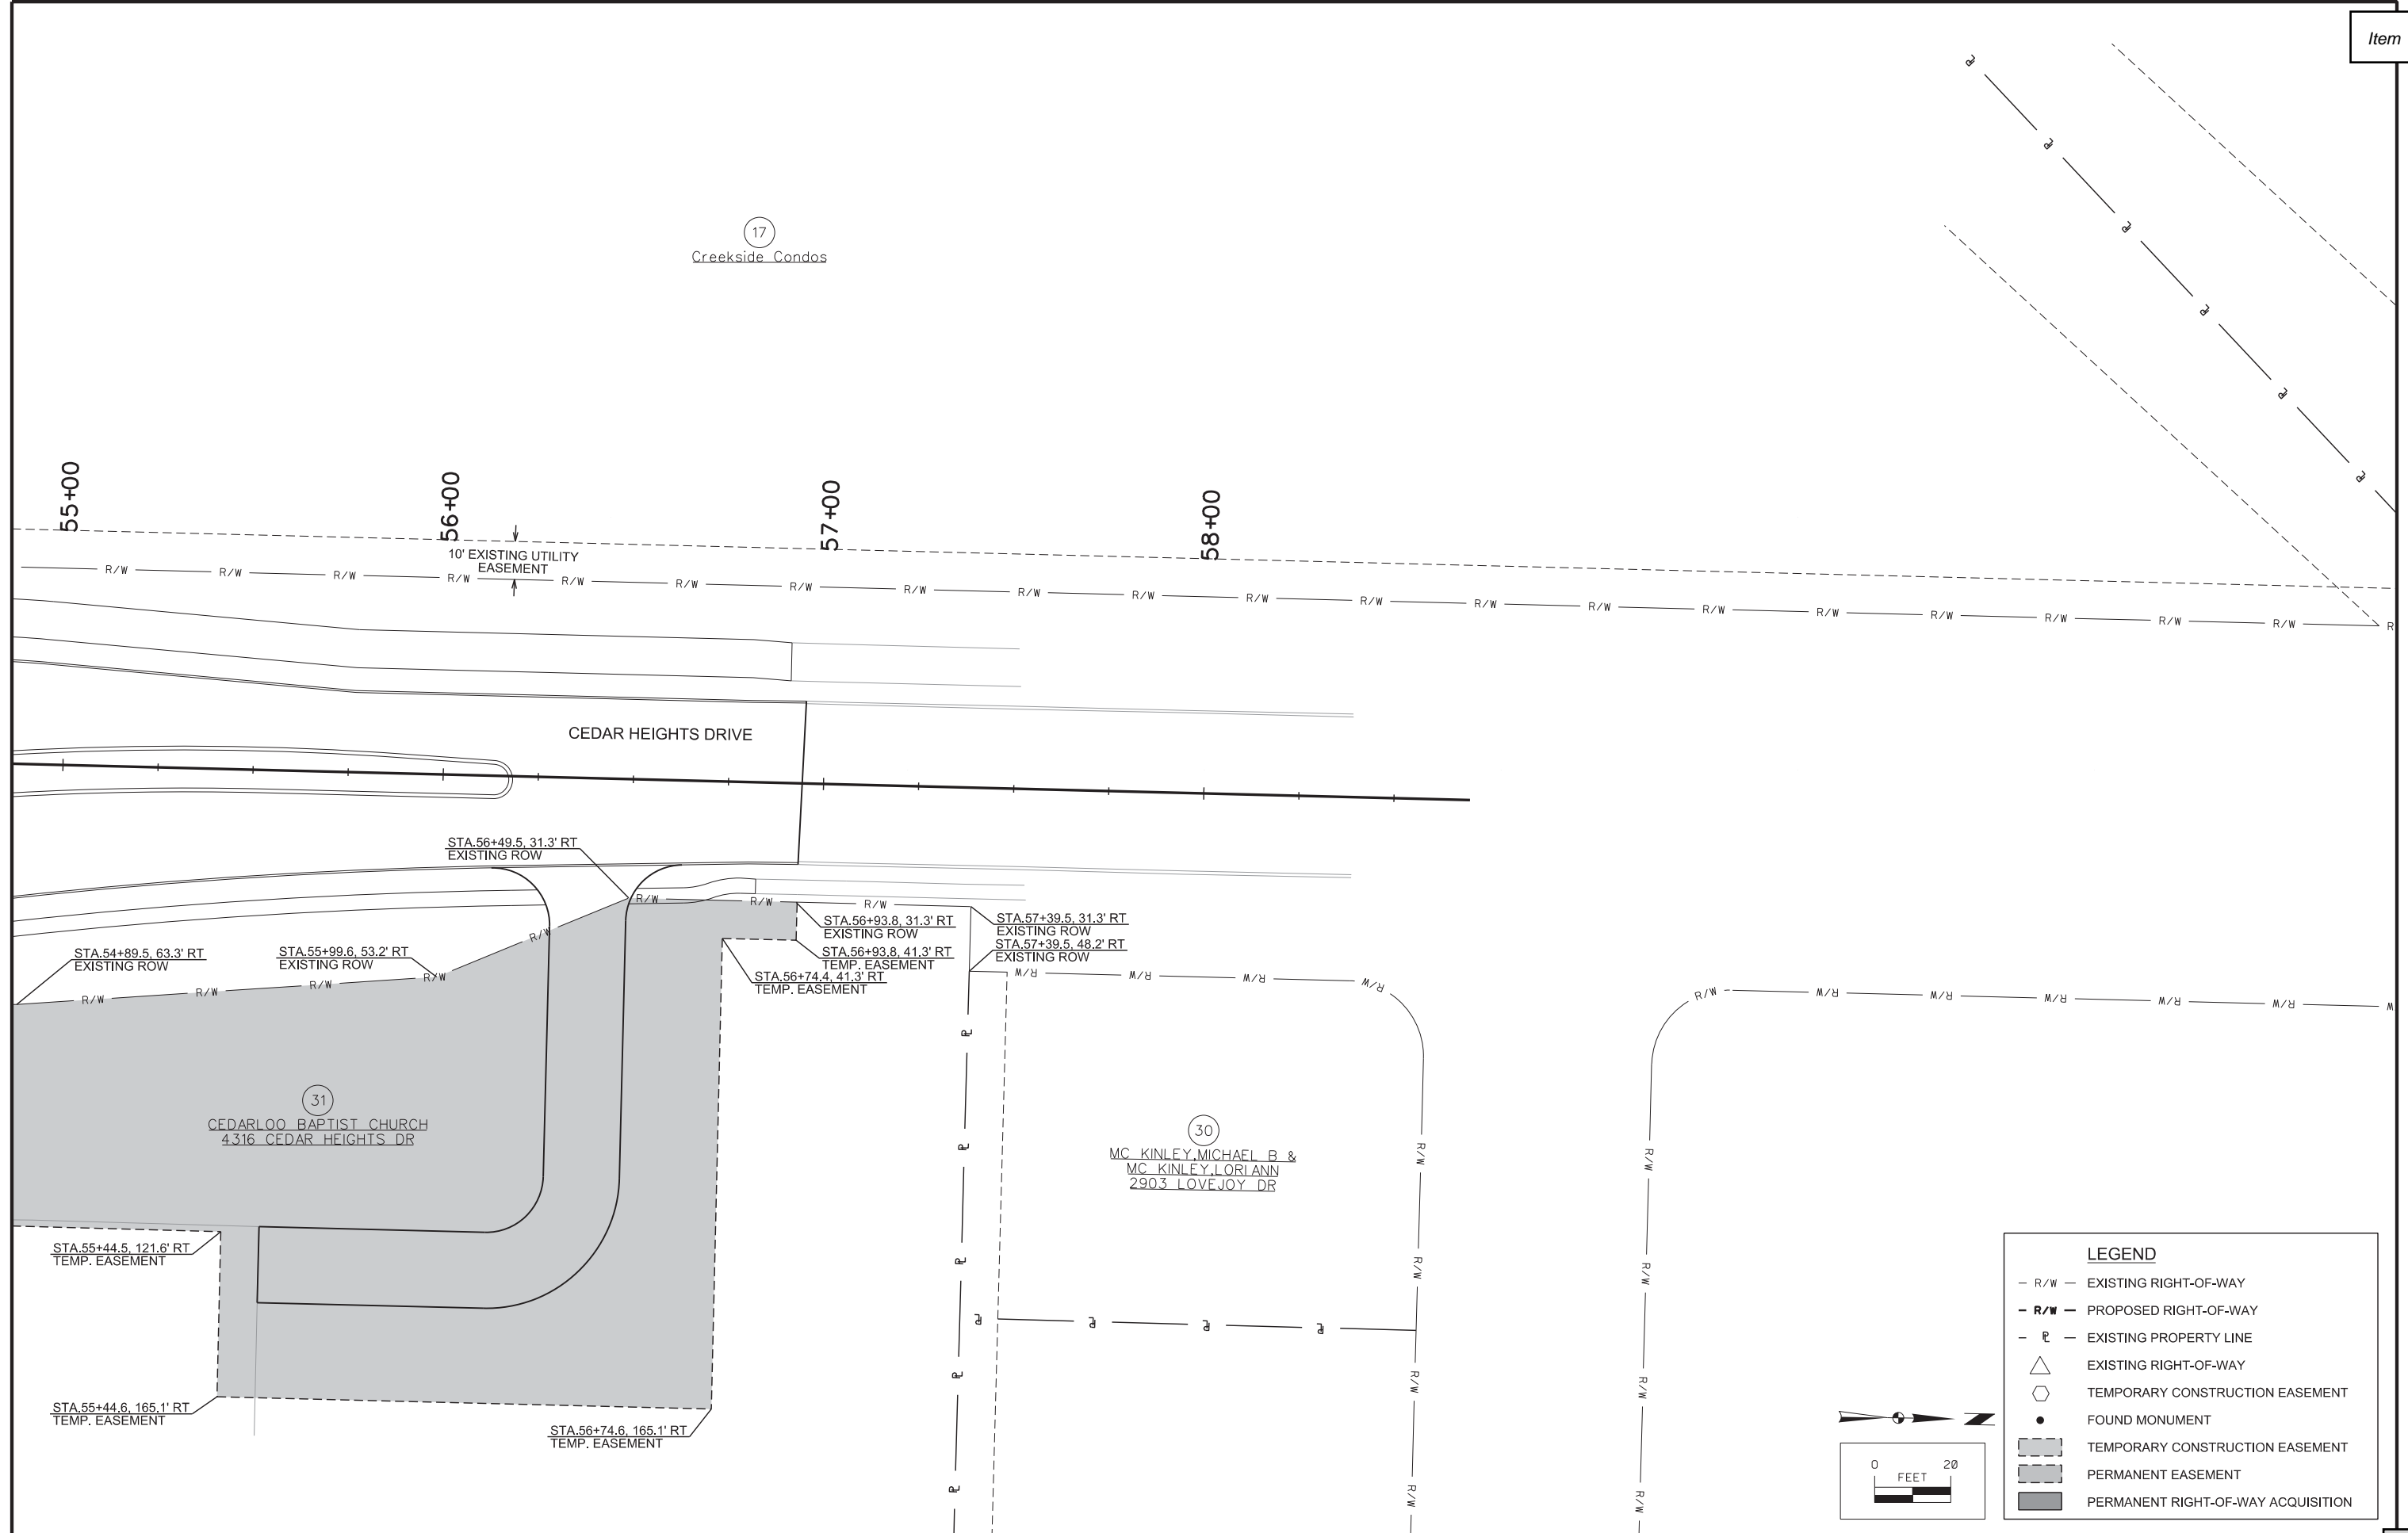 Item
17
Creekside Condos
55+00
56+00
57+00
58+00
10' EXISTING UTILITY
EASEMENT
R/W R/W R/W R/W R/W R/W R/W R/W R/W R/W R/W R/W R/W R/W R/W R/W R/W R/W R/W R/W R
CEDAR HEIGHTS DRIVE
STA.56+49.5, 31.3' RT
EXISTING ROW
R/W R/W R/W
STA.56+93.8, 31.3' RT
EXISTING ROW
STA.57+39.5, 31.3' RT
EXISTING ROW
STA.57+39.5, 48.2' RT
EXISTING ROW
STA.56+93.8, 41.3' RT
TEMP. EASEMENT
STA.56+74.4, 41.3' RT
TEMP. EASEMENT
STA.54+89.5, 63.3' RT
EXISTING ROW
STA.55+99.6, 53.2' RT
EXISTING ROW
R/W R/W R/W R/W R/W
R/W R/W R/W R/W
R/W R/W R/W R/W R/W R/W W
31
CEDARLOO BAPTIST CHURCH
4316 CEDAR HEIGHTS DR
30
MC KINLEY,MICHAEL B &
MC KINLEY,LORI ANN
2903 LOVEJOY DR
R/W R/W R/W R/W
R/W R/W R/W R/W
STA.55+44.5, 121.6' RT
TEMP. EASEMENT
STA.55+44.6, 165.1' RT
TEMP. EASEMENT
STA.56+74.6, 165.1' RT
TEMP. EASEMENT
0 20
FEET
LEGEND
R/W EXISTING RIGHT-OF-WAY
R/W PROPOSED RIGHT-OF-WAY
PL EXISTING PROPERTY LINE
EXISTING RIGHT-OF-WAY
TEMPORARY CONSTRUCTION EASEMENT
FOUND MONUMENT
TEMPORARY CONSTRUCTION EASEMENT
PERMANENT EASEMENT
PERMANENT RIGHT-OF-WAY ACQUISITION